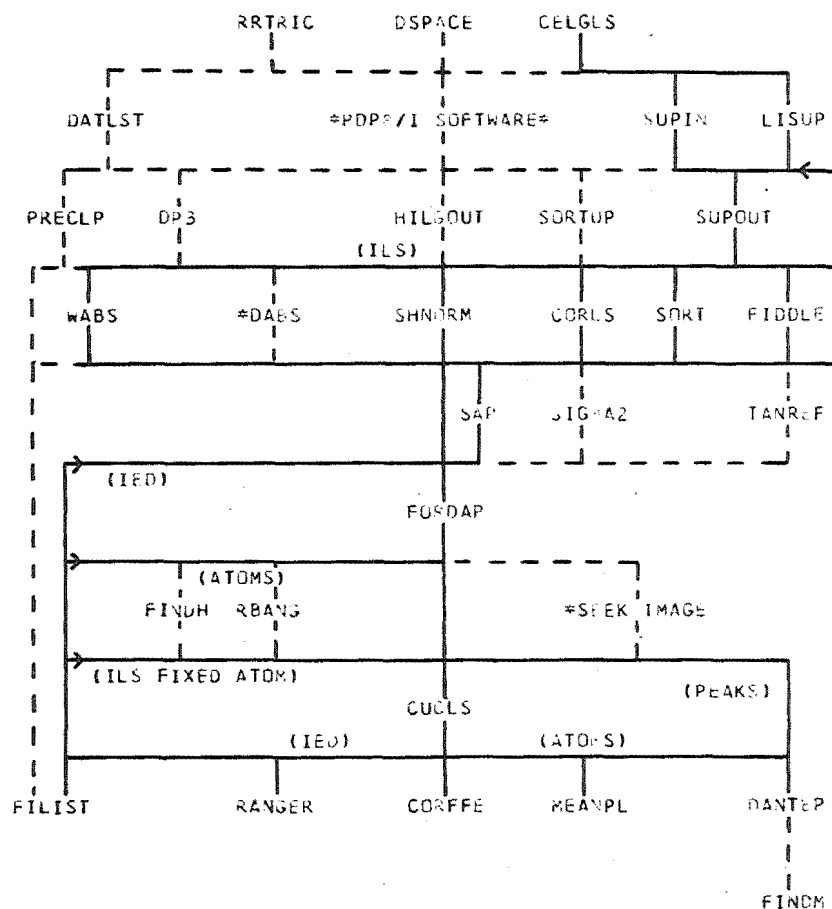 RRTRIC DSPACE CELGLS
DATLST *PDP8/I SOFTWARE* SUPIN LISUP
PRECLP DP3 HILGOUT SORTUP SUPOUT
(ILS)
WABS *DABS SHNORM CORLS SORT FIDDLE
SAP SIGMA2 TANREF
(IED)
FORDAP
(ATOMS)
FINDH RBANG *SEEK IMAGE
(ILS FIXED ATOM) (PEAKS)
CUCLS
(IED) (ATOMS)
FILIST RANGER CORFFE MEANPL DANTEP
FINDM